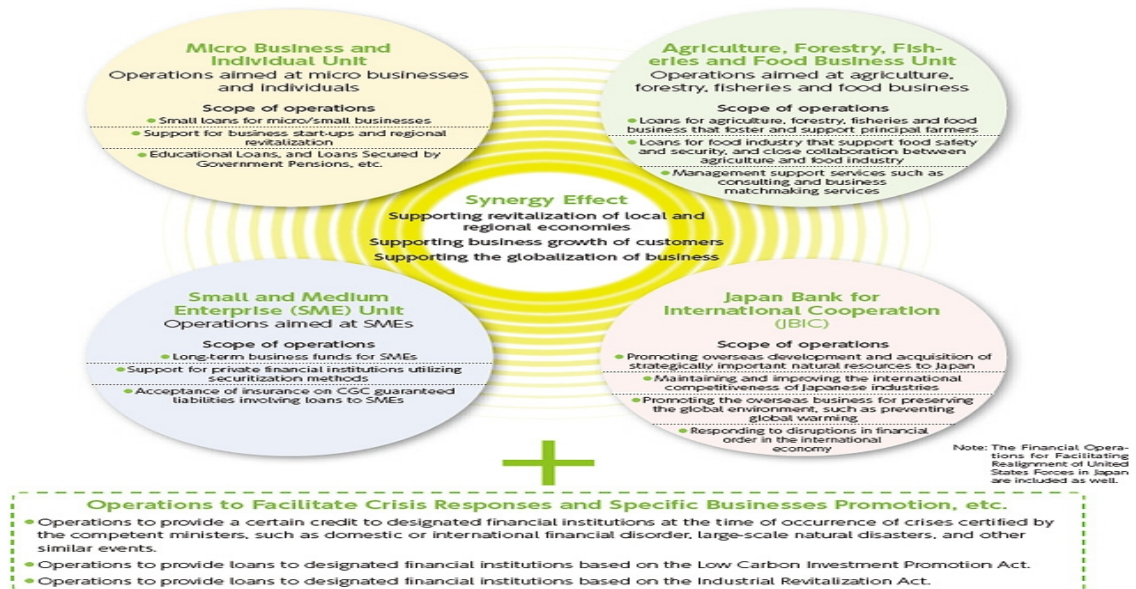 Micro Business and
Individual Unit
Operations aimed at micro businesses
and individuals
Scope of operations
• Small loans for micro/small businesses
• Support for business start-ups and regional
revitalization
• Educational Loans, and Loans Secured by
Government Pensions, etc.
Agriculture, Forestry, Fish-
eries and Food Business Unit
Operations aimed at agriculture,
forestry, fisheries and food business
Scope of operations
• Loans for agriculture, forestry, fisheries and food
business that foster and support principal farmers
• Loans for food industry that support food safety
and security, and close collaboration between
agriculture and food industry
• Management support services such as
consulting and business
matchmaking services
Synergy Effect
Supporting revitalization of local and
regional economies
Supporting business growth of customers
Supporting the globalization of business
Small and Medium
Enterprise (SME) Unit
Operations aimed at SMEs
Scope of operations
• Long-term business funds for SMEs
• Support for private financial institutions utilizing
securitization methods
• Acceptance of insurance on CGC guaranteed
liabilities involving loans to SMEs
Japan Bank for
International Cooperation
(JBIC)
Scope of operations
• Promoting overseas development and acquisition of
strategically important natural resources to Japan
• Maintaining and improving the international
competitiveness of Japanese industries
• Promoting the overseas business for preserving
the global environment, such as preventing
global warming
• Responding to disruptions in financial
order in the international
economy
Note: The Financial Opera-
tions for Facilitating
Realignment of United
States Forces in Japan
are included as well.
+
Operations to Facilitate Crisis Responses and Specific Businesses Promotion, etc.
• Operations to provide a certain credit to designated financial institutions at the time of occurrence of crises certified by
the competent ministers, such as domestic or international financial disorder, large-scale natural disasters, and other
similar events.
• Operations to provide loans to designated financial institutions based on the Low Carbon Investment Promotion Act.
• Operations to provide loans to designated financial institutions based on the Industrial Revitalization Act.